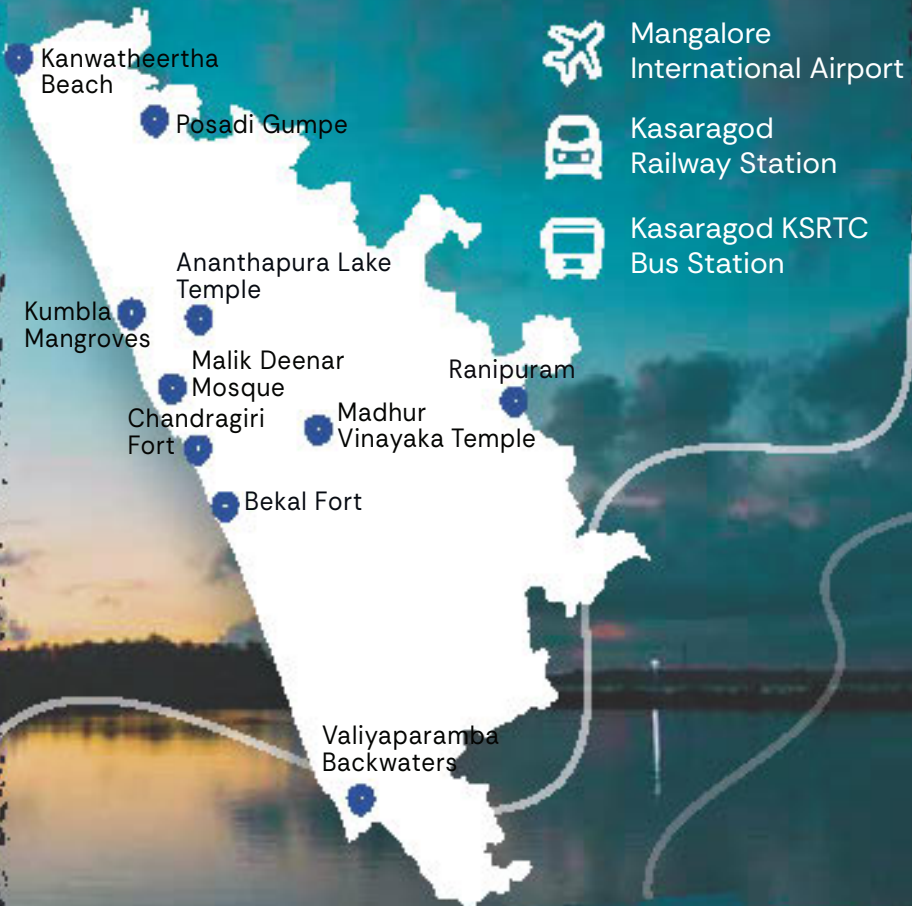 Mangalore
International Airport
Kasaragod
Railway Station
Kasaragod KSRTC
Bus Station
Kanwatheertha
Beach
Posadi Gumpe
Ananthapura Lake
Temple
Kumbla
Mangroves
Malik Deenar
Mosque
Ranipuram
Chandragiri
Fort
Madhur
Vinayaka Temple
Bekal Fort
Valiyaparamba
Backwaters